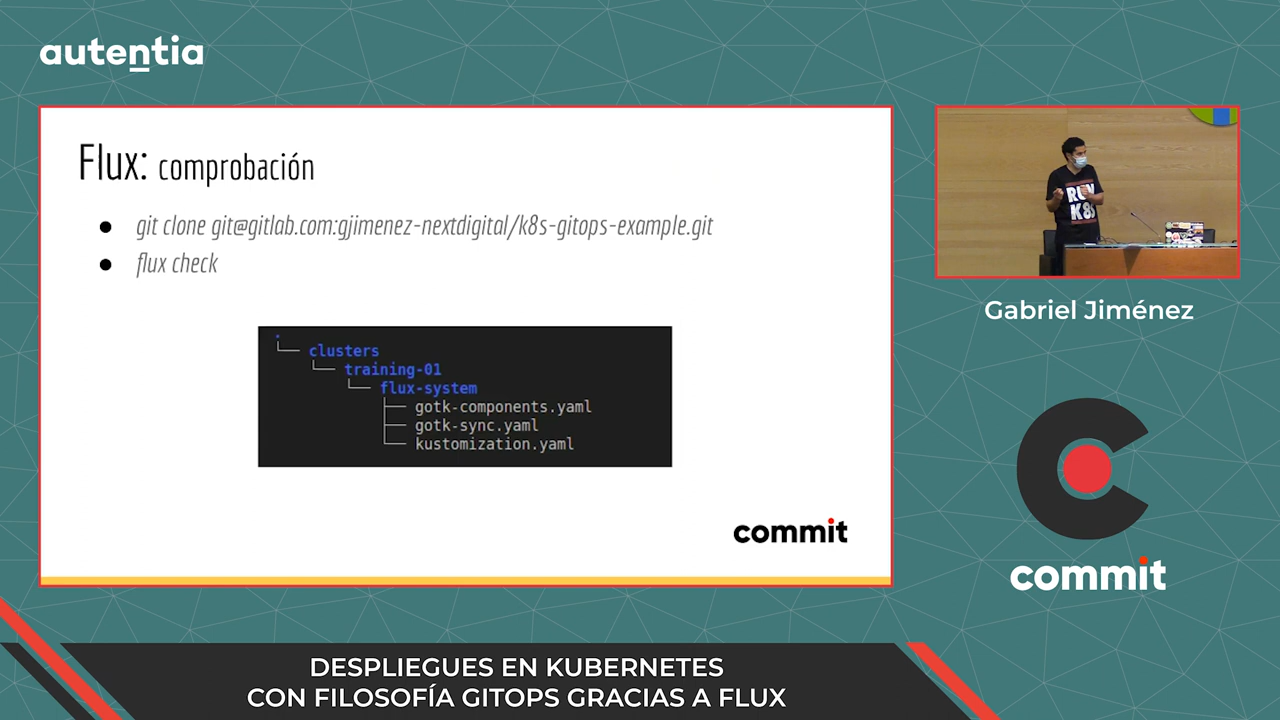 autentia
Flux: comprobación
git clone git@gitlab.com:gjimenez-nextdigital/k8s-gitops-example.git
flux check
.
clusters
training-01
flux-system
gotk-components.yaml
gotk-sync.yaml
kustomization.yaml
commit
RUN
K8S
Gabriel Jiménez
commit
DESPLIEGUES EN KUBERNETES
CON FILOSOFÍA GITOPS GRACIAS A FLUX